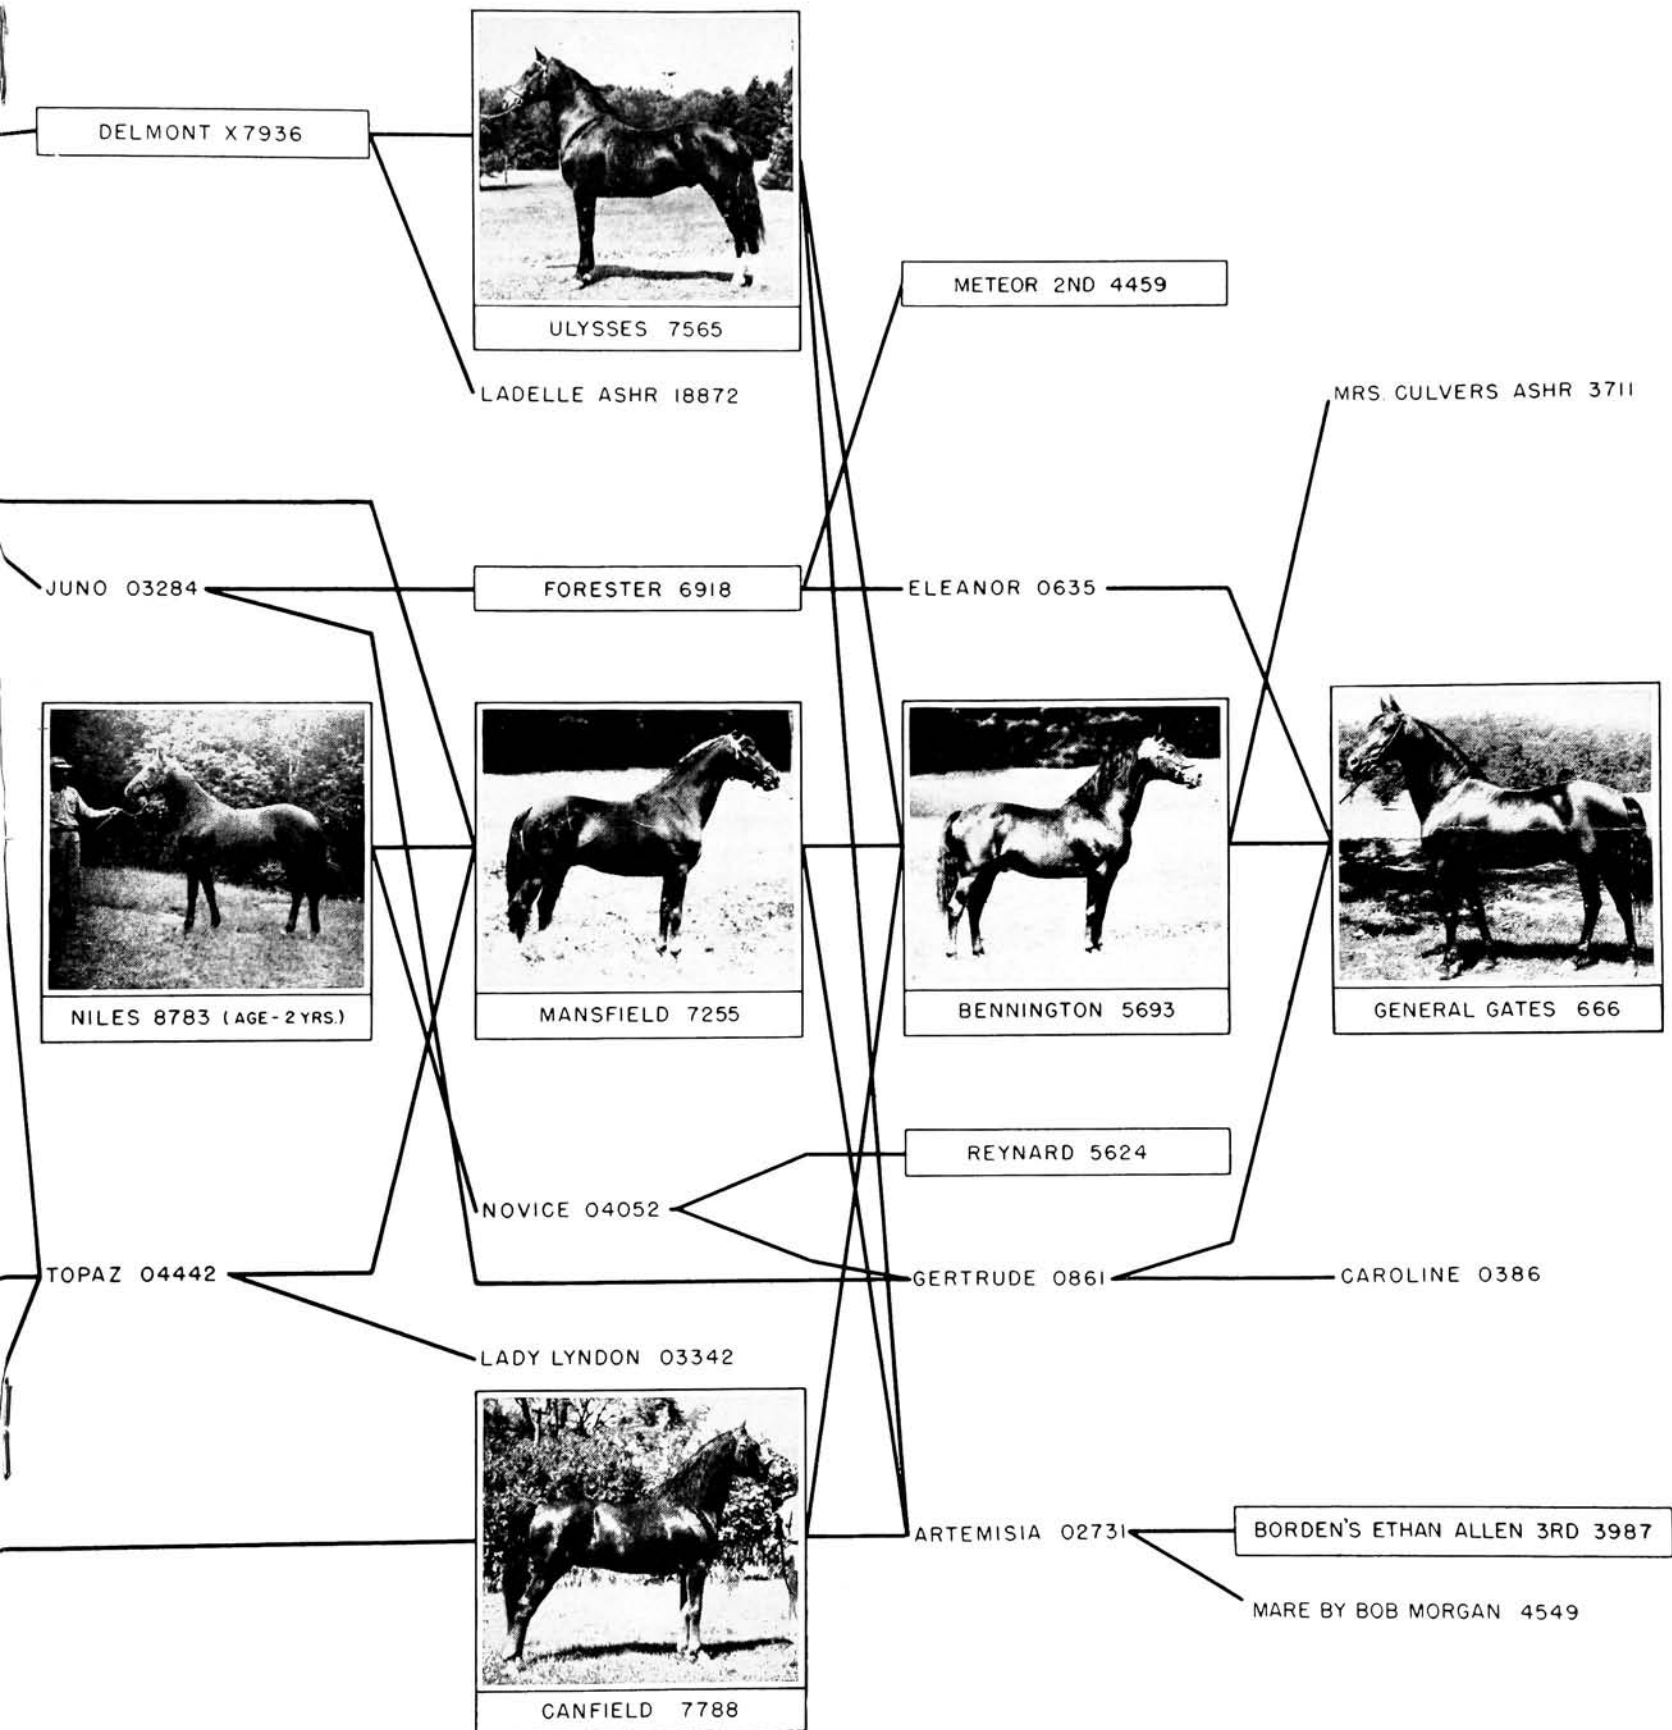 DELMONT X7936
ULYSSES 7565
METEOR 2ND 4459
LADELLE ASHR 18872
MRS. CULVERS ASHR 3711
JUNO 03284
FORESTER 6918
ELEANOR 0635
NILES 8783 (AGE-2 YRS.)
MANSFIELD 7255
BENNINGTON 5693
GENERAL GATES 666
REYNARD 5624
NOVICE 04052
TOPAZ 04442
GERTRUDE 0861
CAROLINE 0386
LADY LYNDON 03342
ARTEMISIA 02731
BORDEN'S ETHAN ALLEN 3RD 3987
MARE BY BOB MORGAN 4549
CANFIELD 7788